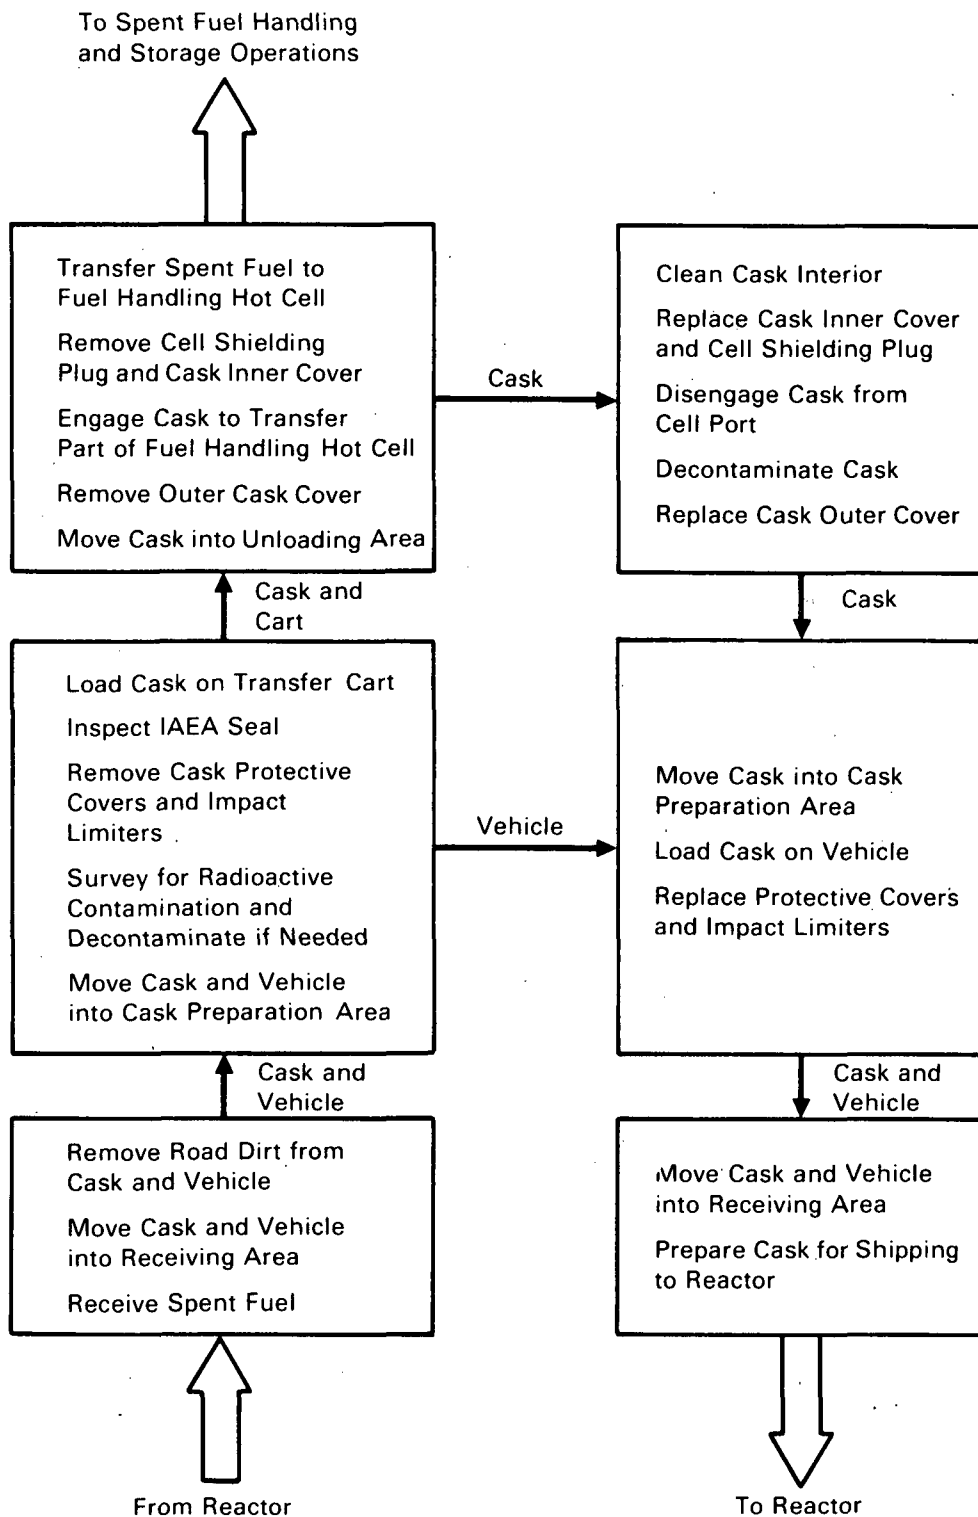 To Spent Fuel Handling
and Storage Operations
Transfer Spent Fuel to
Fuel Handling Hot Cell
Remove Cell Shielding
Plug and Cask Inner Cover
Engage Cask to Transfer
Part of Fuel Handling Hot Cell
Remove Outer Cask Cover
Move Cask into Unloading Area
Cask
Clean Cask Interior
Replace Cask Inner Cover
and Cell Shielding Plug
Disengage Cask from
Cell Port
Decontaminate Cask
Replace Cask Outer Cover
Cask and
Cart
Cask
Load Cask on Transfer Cart
Inspect IAEA Seal
Remove Cask Protective
Covers and Impact
Limiters
Survey for Radioactive
Contamination and
Decontaminate if Needed
Move Cask and Vehicle
into Cask Preparation Area
Vehicle
Move Cask into Cask
Preparation Area
Load Cask on Vehicle
Replace Protective Covers
and Impact Limiters
Cask and
Vehicle
Cask and
Vehicle
Remove Road Dirt from
Cask and Vehicle
Move Cask and Vehicle
into Receiving Area
Receive Spent Fuel
Move Cask and Vehicle
into Receiving Area
Prepare Cask for Shipping
to Reactor
From Reactor
To Reactor